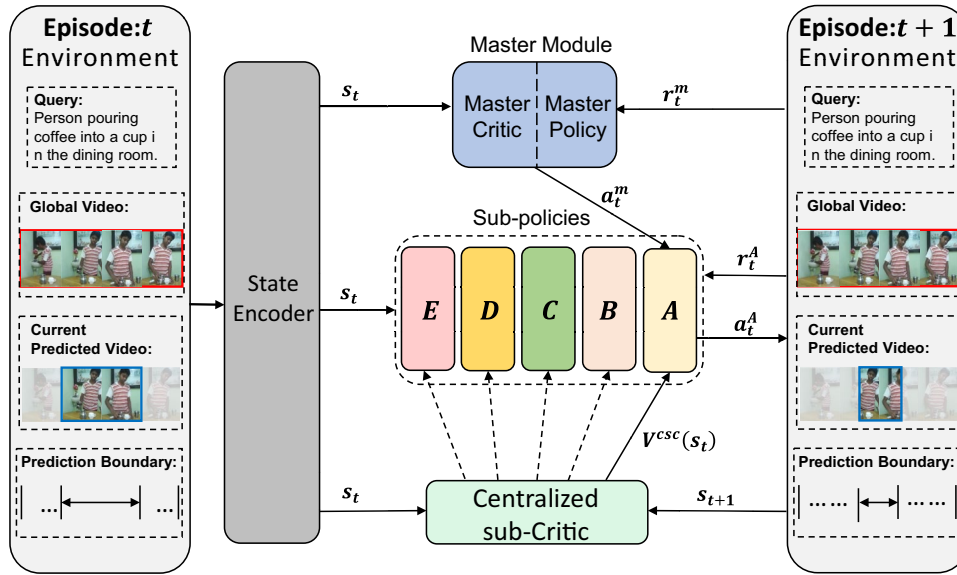 Episode:t
Environment
Query:
Person pouring
coffee into a cup i
n the dining room.
Global Video:
Current
Predicted Video:
Prediction Boundary:
... ...
State
Encoder
s_t
s_t
s_t
Master Module
Master
Critic
Master
Policy
r_t^m
a_t^m
Sub-policies
E D C B A
r_t^A
a_t^A
V^{csc}(s_t)
Centralized
sub-Critic
s_{t+1}
Episode:t + 1
Environment
Query:
Person pouring
coffee into a cup i
n the dining room.
Global Video:
Current
Predicted Video:
Prediction Boundary:
... ... ... ...